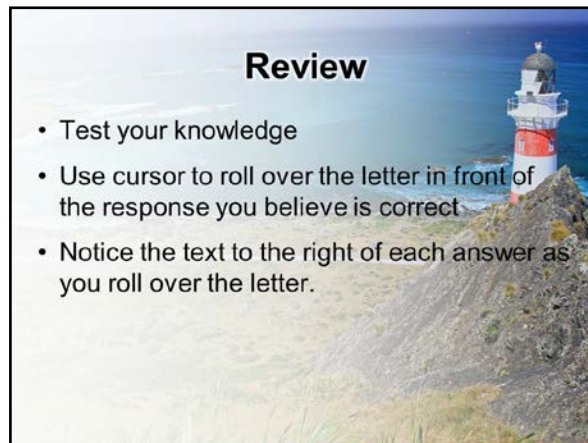 Review
• Test your knowledge
• Use cursor to roll over the letter in front of
the response you believe is correct
• Notice the text to the right of each answer as
you roll over the letter.